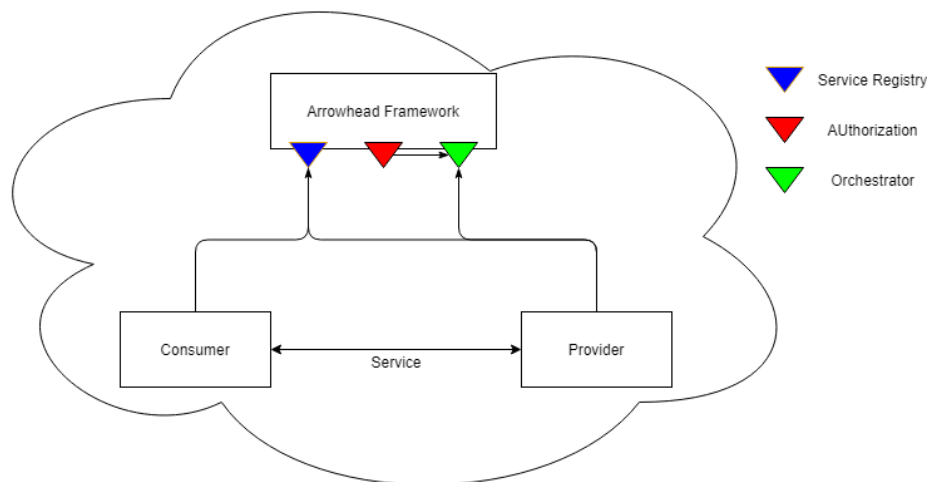 Arrowhead Framework
Service Registry
AUthorization
Orchestrator
Consumer
Service
Provider